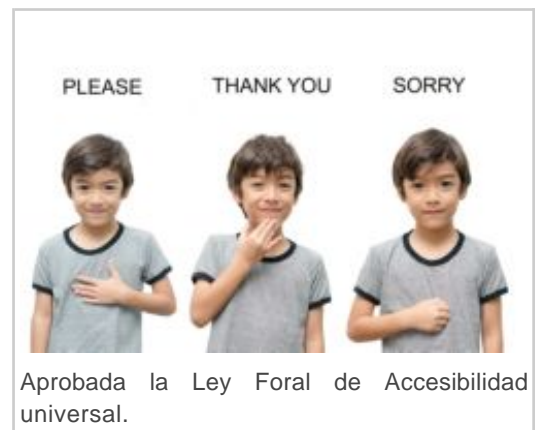 PLEASE THANK YOU SORRY
Aprobada la Ley Foral de Accesibilidad
universal.